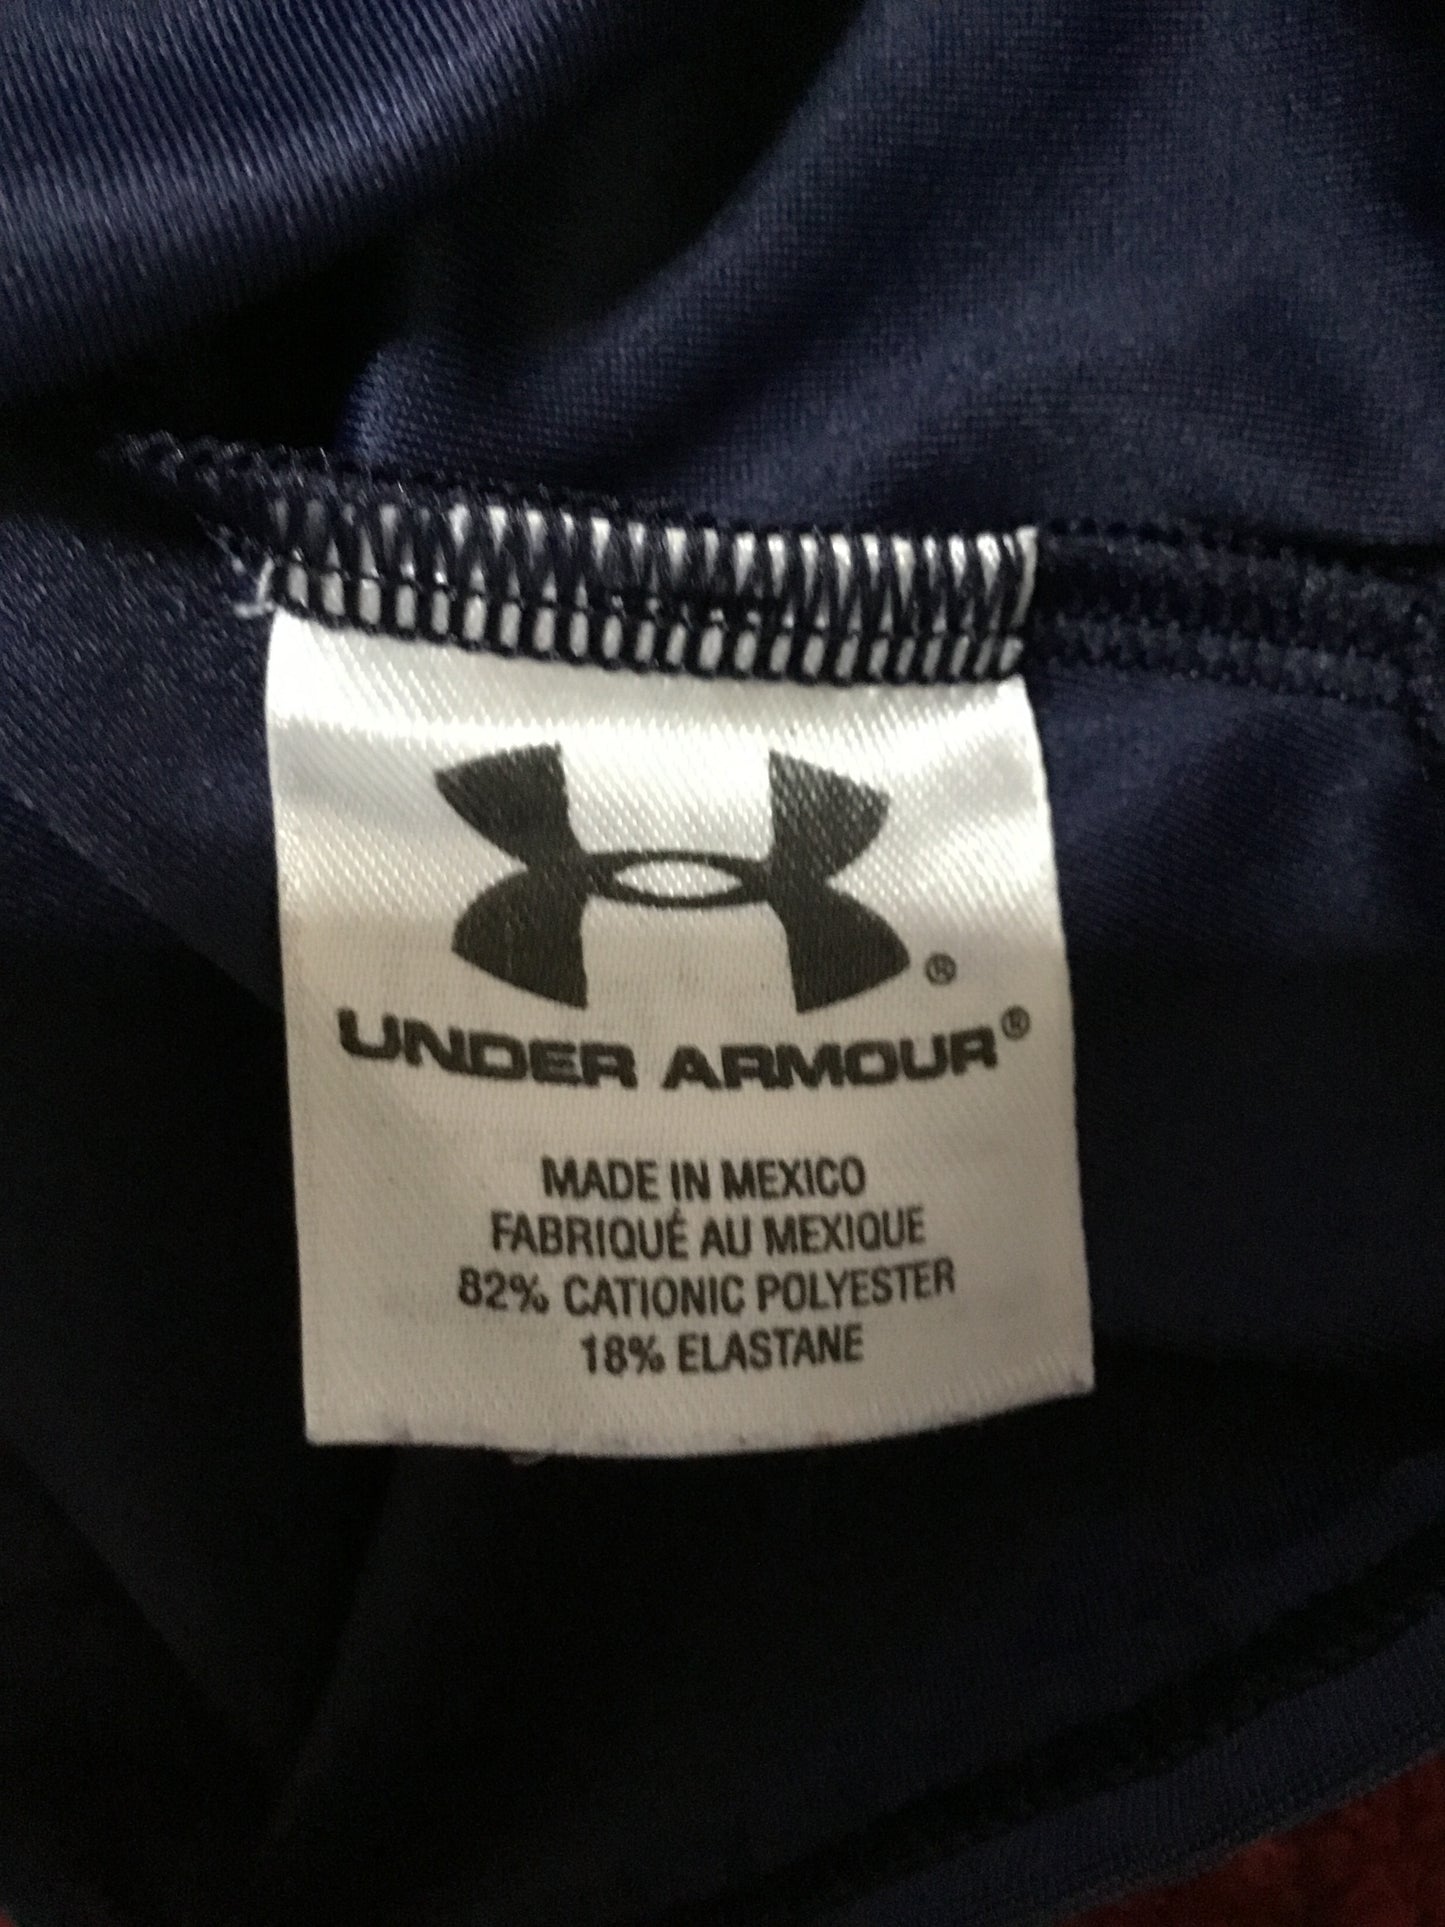 ®
UNDER ARMOUR®
MADE IN MEXICO
FABRIQUÉ AU MEXIQUE
82% CATIONIC POLYESTER
18% ELASTANE